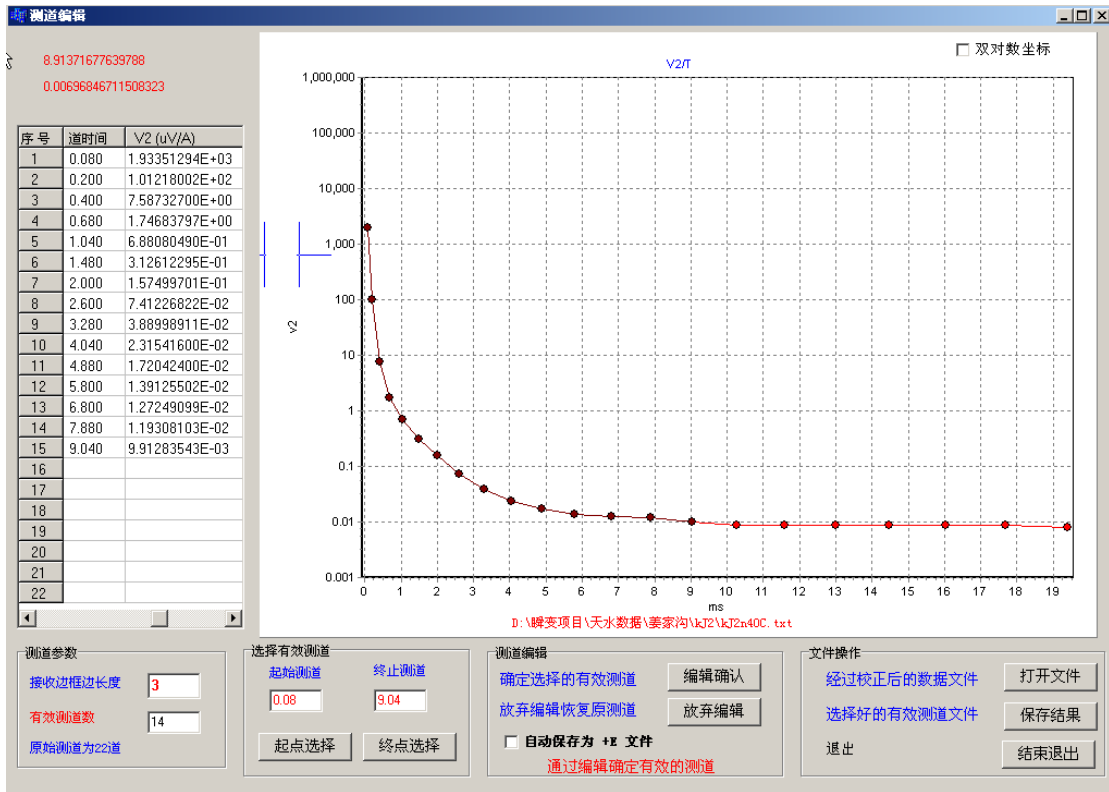 测道编辑
8.91371677639788
0.00696846711508323
序号 道时间 V2 (uV/A)
1 0.080 1.93351294E+03
2 0.200 1.01218002E+02
3 0.400 7.58732700E+00
4 0.680 1.74683797E+00
5 1.040 6.88080490E-01
6 1.480 3.12612295E-01
7 2.000 1.57499701E-01
8 2.600 7.41226822E-02
9 3.280 3.88998911E-02
10 4.040 2.31541600E-02
11 4.880 1.72042400E-02
12 5.800 1.39125502E-02
13 6.800 1.27249099E-02
14 7.880 1.19308103E-02
15 9.040 9.91283543E-03
16
17
18
19
20
21
22
双对数坐标
V2/T
1,000,000
100,000
10,000
1,000
100
10
1
0.1
0.01
0.001
v2
0 1 2 3 4 5 6 7 8 9 10 11 12 13 14 15 16 17 18 19
ms
D:\瞬变项目\天水数据\姜家沟\kJ2\kJ2n40C.txt
测道参数
接收边框边长度 3
有效测道数 14
原始测道为22道
选择有效测道
起始测道 终止测道
0.08 9.04
起点选择 终点选择
测道编辑
确定选择的有效测道 编辑确认
放弃编辑恢复原测道 放弃编辑
自动保存为 +E 文件
通过编辑确定有效的测道
文件操作
经过校正后的数据文件 打开文件
选择好的有效测道文件 保存结果
退出 结束退出